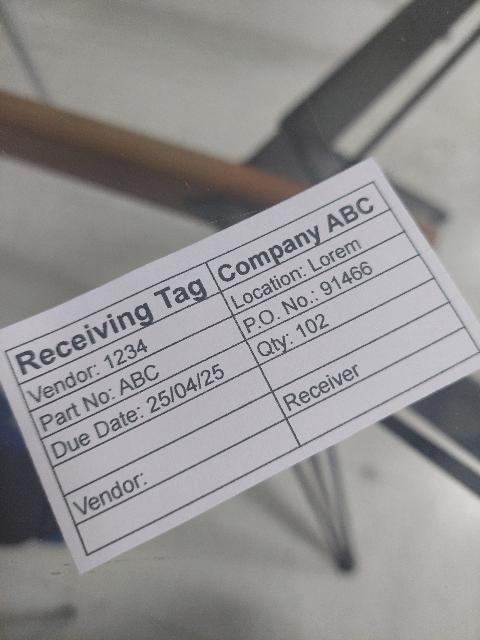 Receiving Tag Company ABC
Vendor: 1234 Location: Lorem
Part No: ABC P.O. No.: 91466
Due Date: 25/04/25 Qty: 102
Receiver
Vendor: